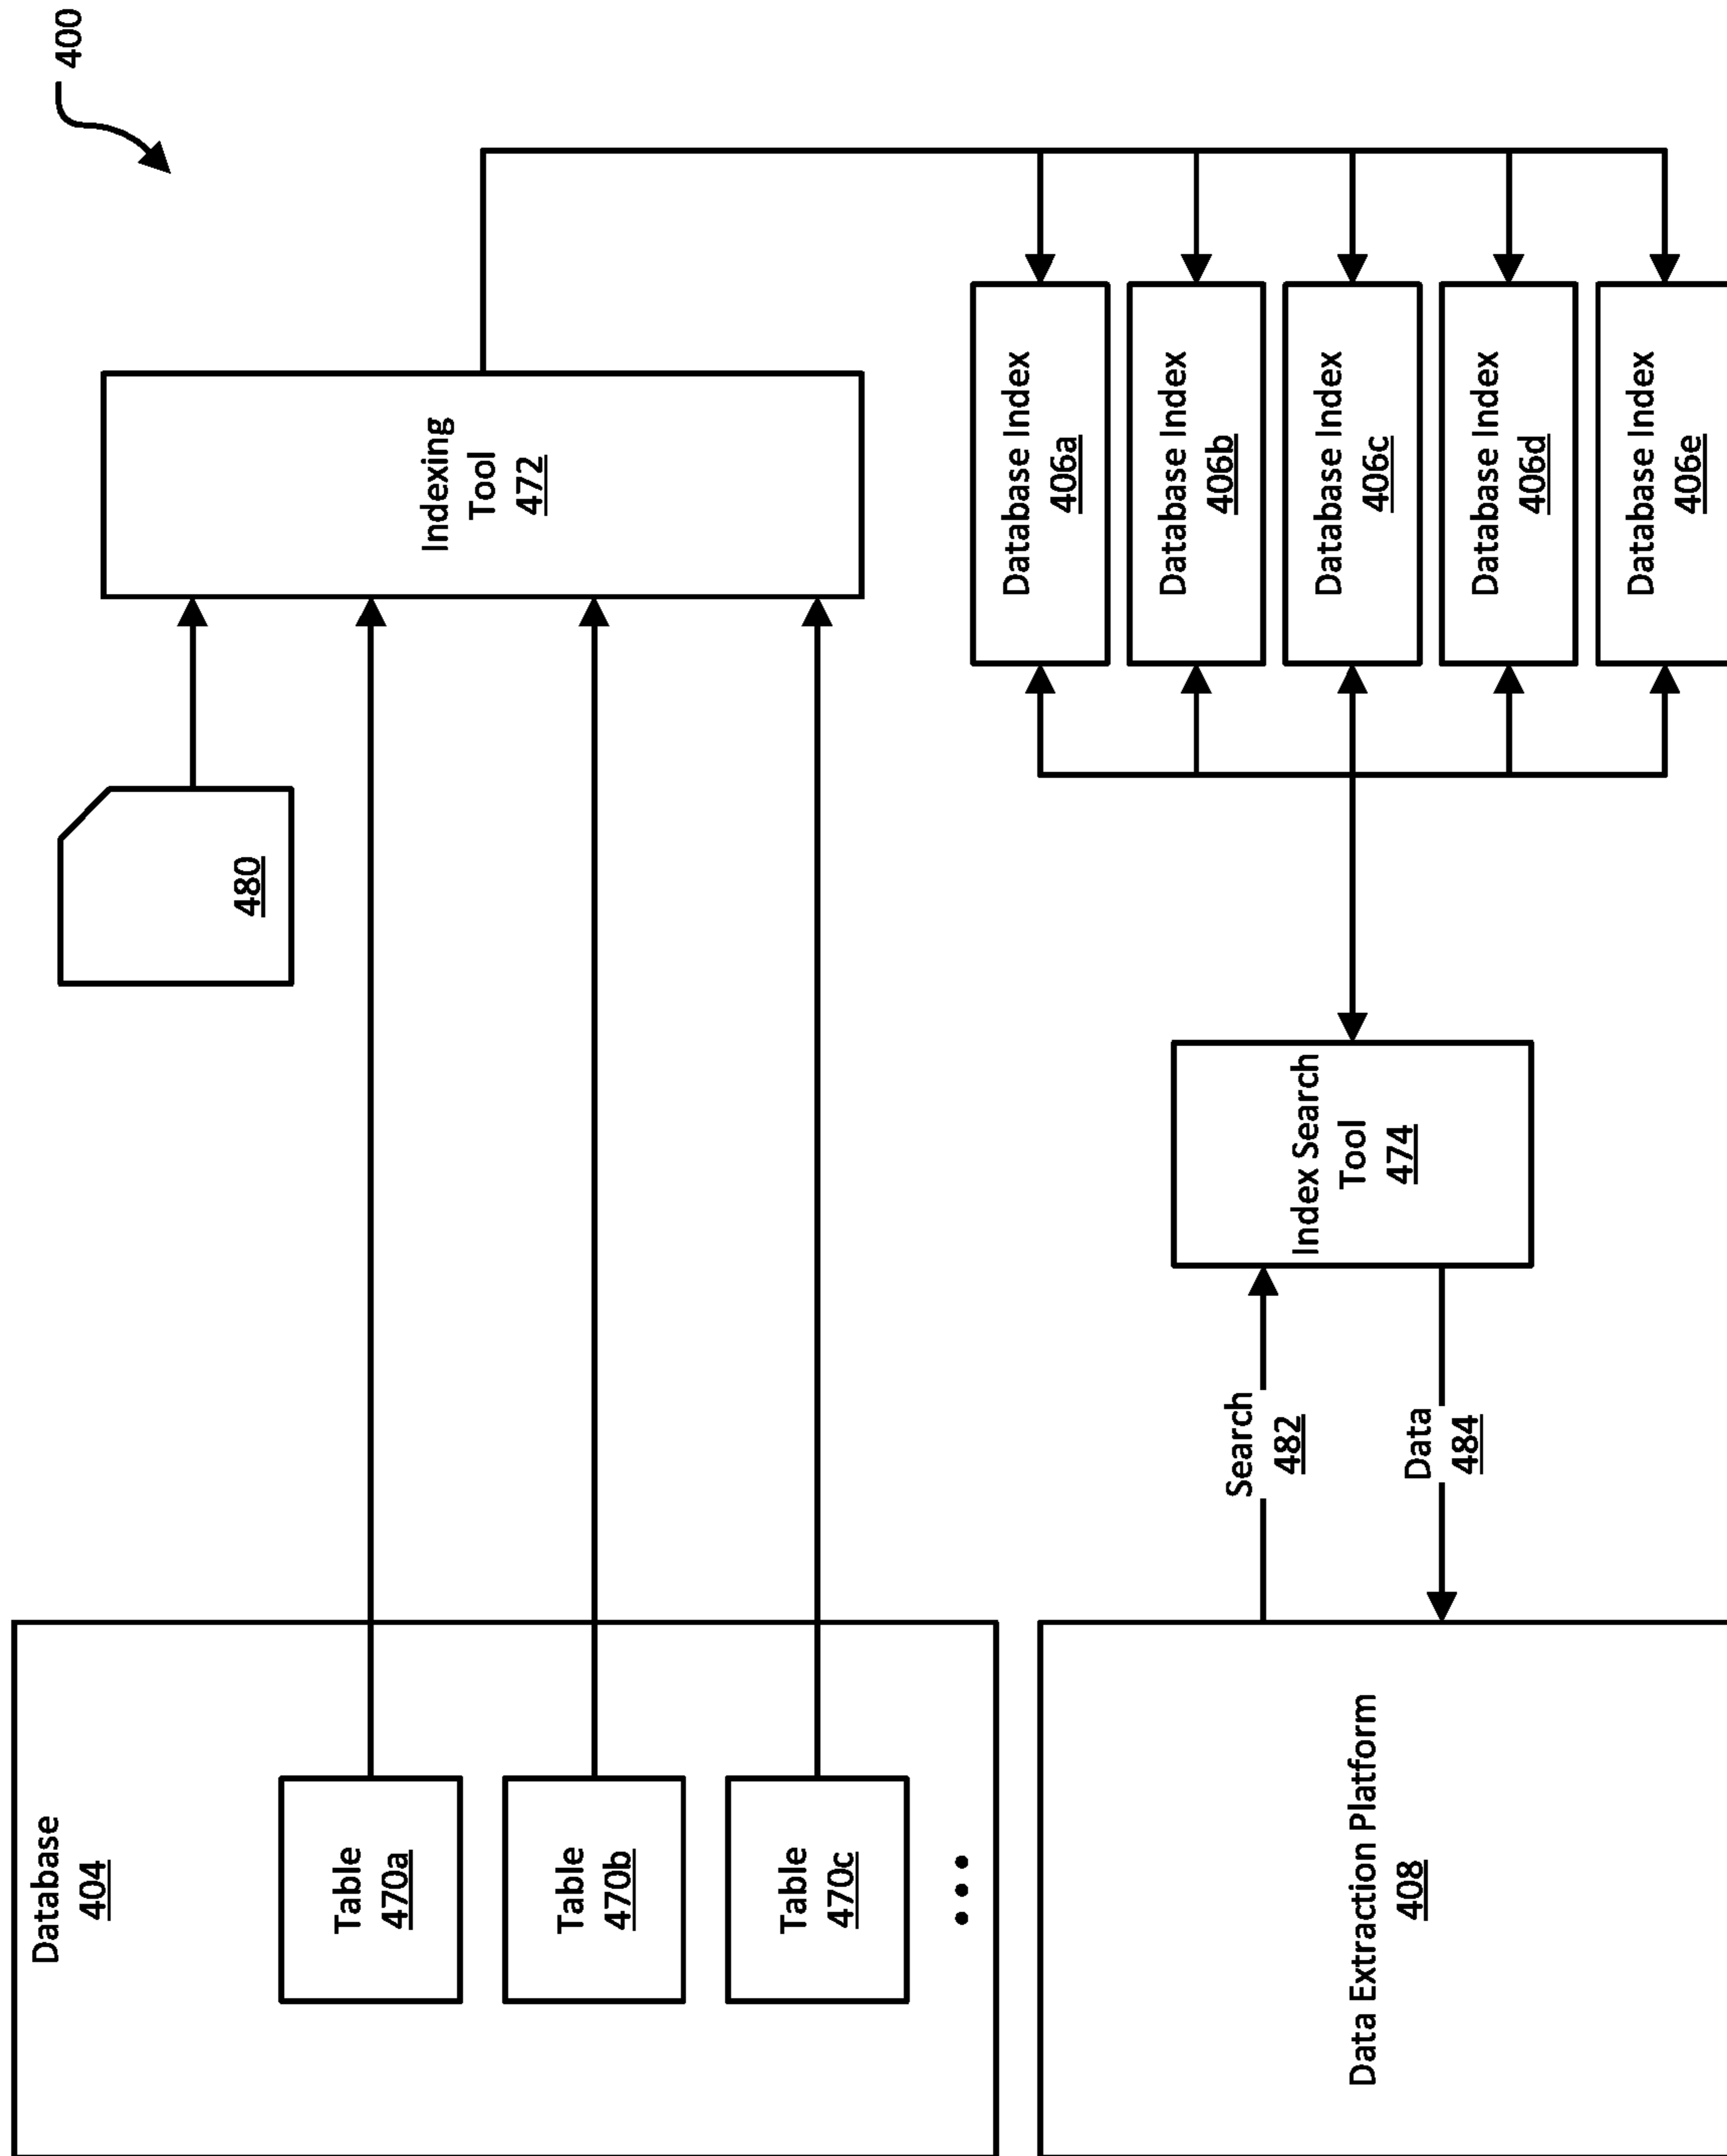 400
Database
404
Table
470a
Table
470b
Table
470c
480
Indexing
Tool
472
Data Extraction Platform
408
Search
482
Data
484
Index Search
Tool
474
Database Index
406a
Database Index
406b
Database Index
406c
Database Index
406d
Database Index
406e